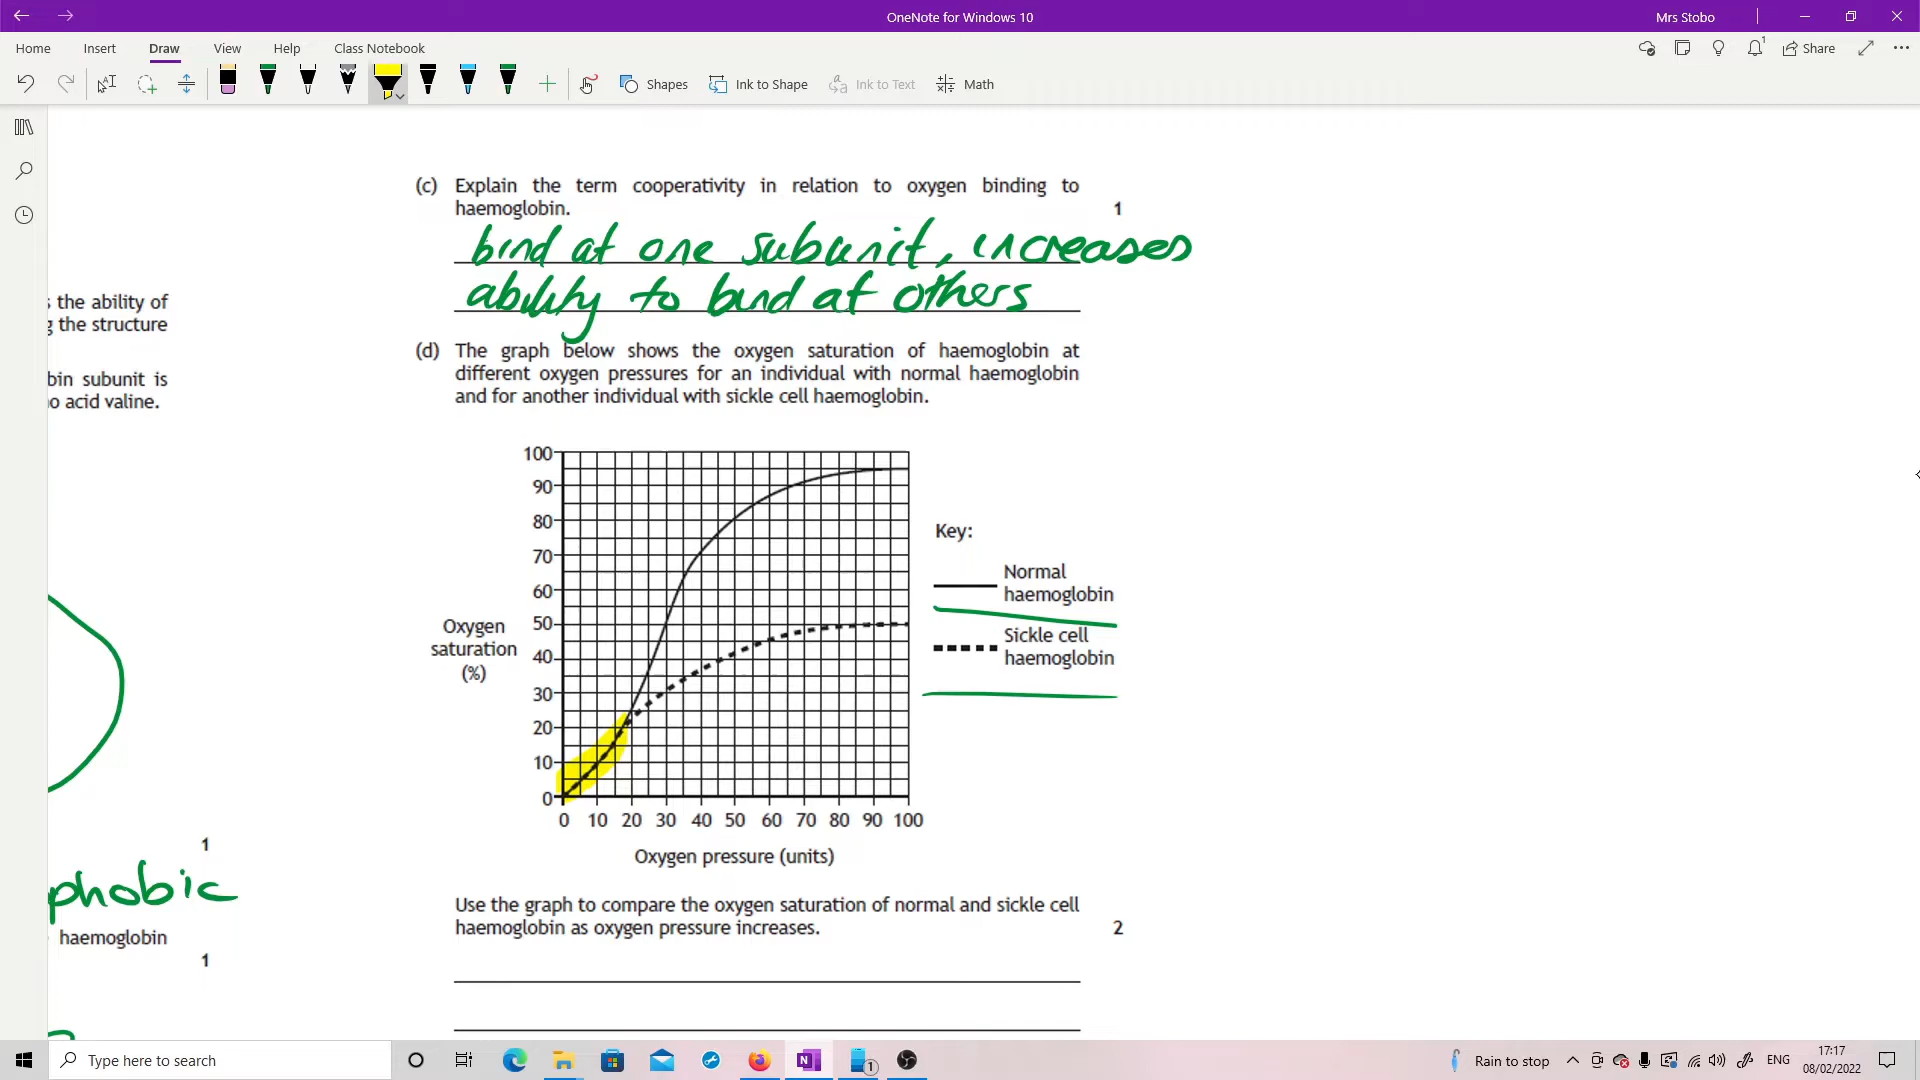 OneNote for Windows 10
Mrs Stobo
Home Insert Draw View Help Class Notebook
Share
Shapes Ink to Shape Ink to Text Math
(c) Explain the term cooperativity in relation to oxygen binding to
haemoglobin. 1
bind at one subunit, increases
ability to bind at others
s the ability of
g the structure
(d) The graph below shows the oxygen saturation of haemoglobin at
different oxygen pressures for an individual with normal haemoglobin
and for another individual with sickle cell haemoglobin.
bin subunit is
o acid valine.
100
90
80
70
60
50
40
30
20
10
0
Oxygen
saturation
(%)
Key:
Normal
haemoglobin
Sickle cell
haemoglobin
0 10 20 30 40 50 60 70 80 90 100
Oxygen pressure (units)
1
phobic
haemoglobin
1
Use the graph to compare the oxygen saturation of normal and sickle cell
haemoglobin as oxygen pressure increases. 2
Type here to search
1
Rain to stop
ENG
17:17
08/02/2022